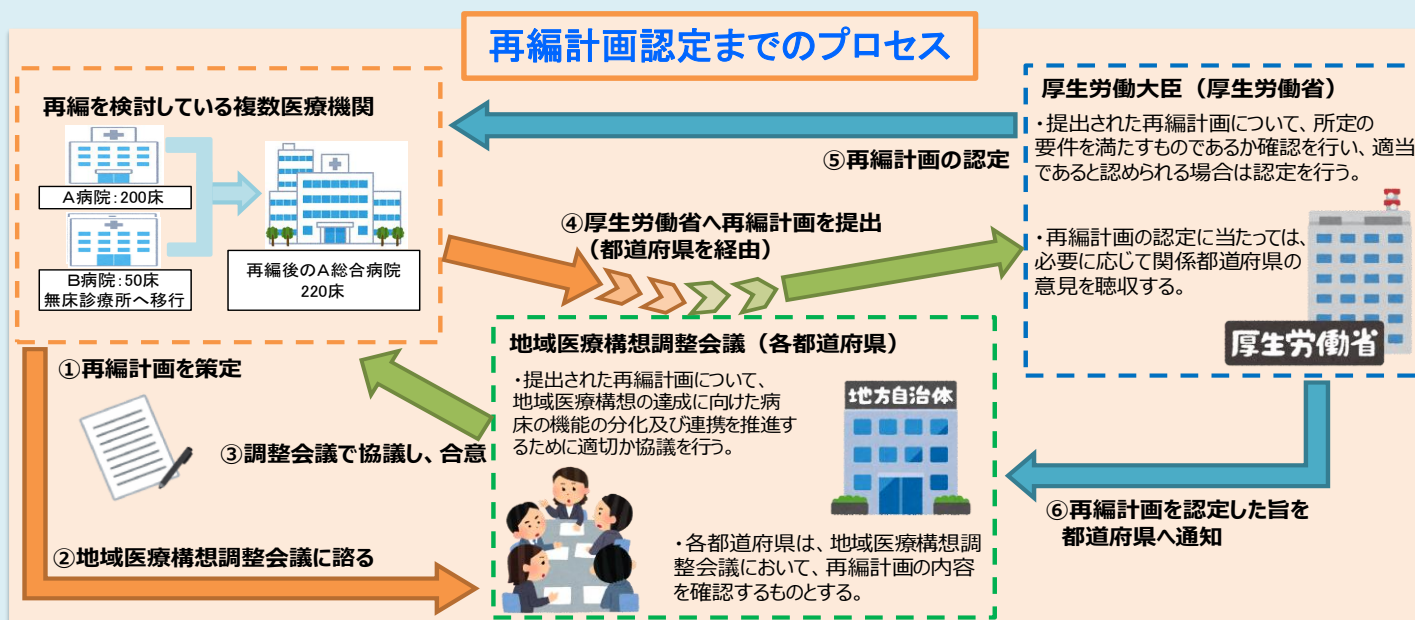 再編計画認定までのプロセス
再編を検討している複数医療機関
A病院:200床
B病院:50床
無床診療所へ移行
再編後のA総合病院
220床
①再編計画を策定
②地域医療構想調整会議に諮る
③調整会議で協議し、合意
④厚生労働省へ再編計画を提出
（都道府県を経由）
地域医療構想調整会議（各都道府県）
・提出された再編計画について、
地域医療構想の達成に向けた病
床の機能の分化及び連携を推進す
るために適切か協議を行う。
地方自治体
・各都道府県は、地域医療構想調
整会議において、再編計画の内容
を確認するものとする。
⑤再編計画の認定
厚生労働大臣（厚生労働省）
・提出された再編計画について、所定の
要件を満たすものであるか確認を行い、適当
であると認められる場合は認定を行う。
・再編計画の認定に当たっては、
必要に応じて関係都道府県の
意見を聴収する。
厚生労働省
⑥再編計画を認定した旨を
都道府県へ通知